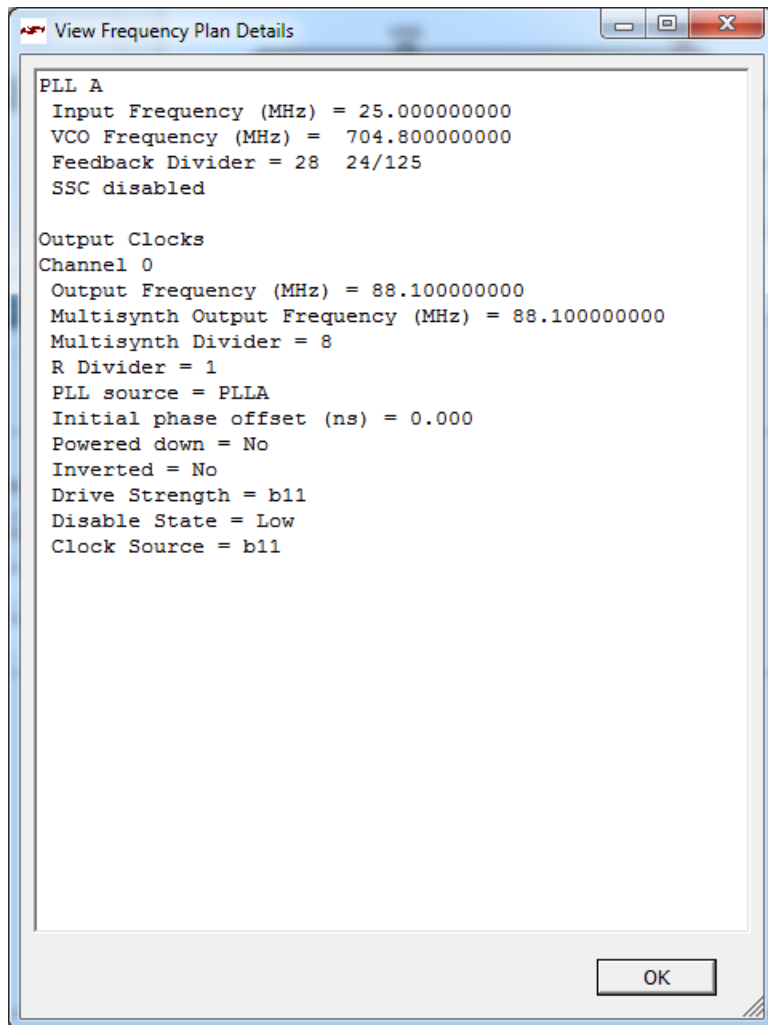 View Frequency Plan Details
PLL A
Input Frequency (MHz) = 25.000000000
VCO Frequency (MHz) =  704.800000000
Feedback Divider = 28  24/125
SSC disabled
Output Clocks
Channel 0
Output Frequency (MHz) = 88.100000000
Multisynth Output Frequency (MHz) = 88.100000000
Multisynth Divider = 8
R Divider = 1
PLL source = PLLA
Initial phase offset (ns) = 0.000
Powered down = No
Inverted = No
Drive Strength = b11
Disable State = Low
Clock Source = b11
OK